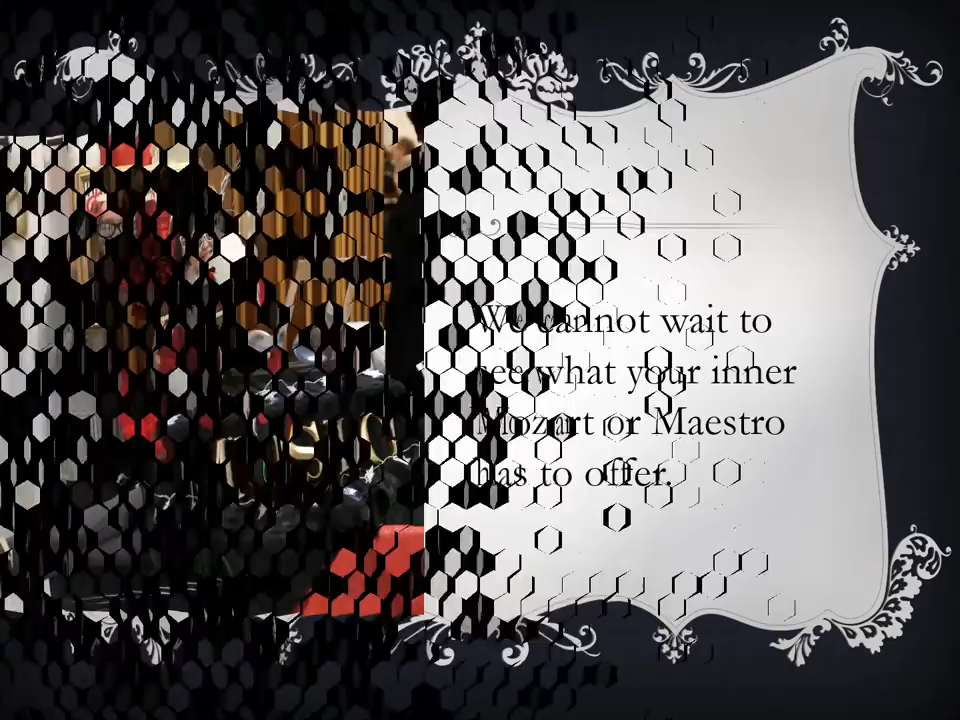 We cannot wait to
see what your inner
Mozart or Maestro
has to offer.